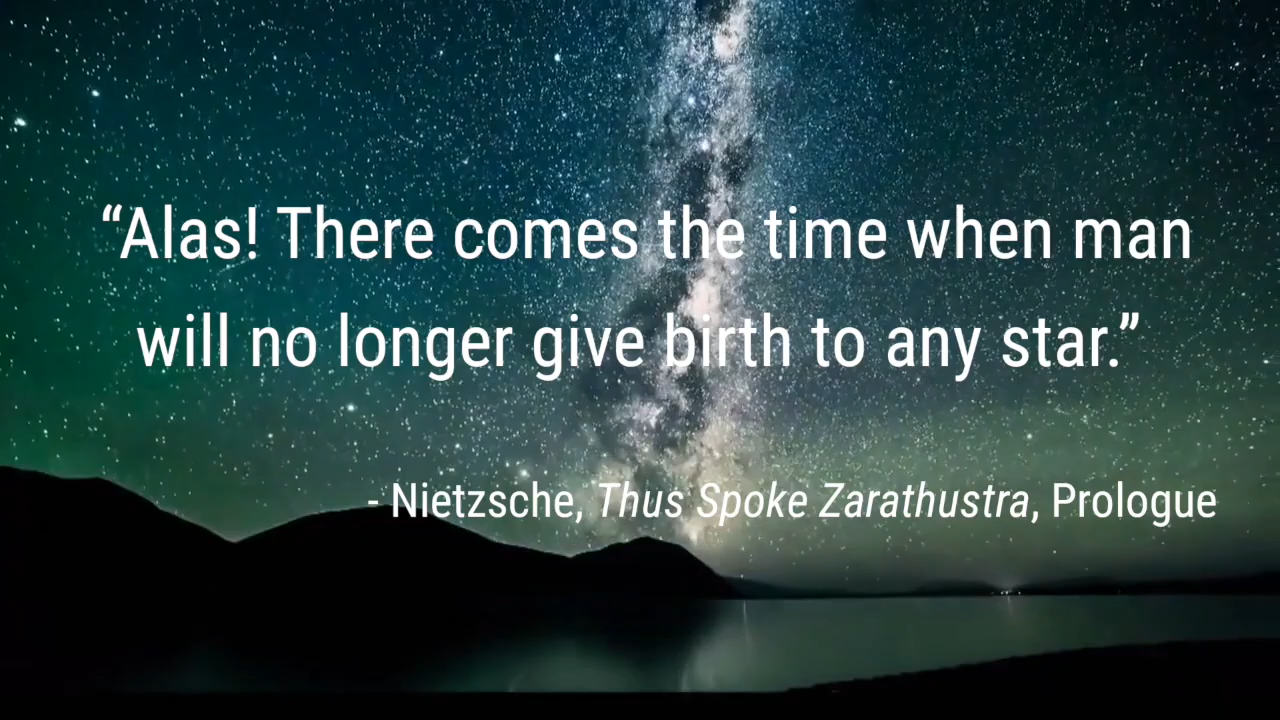 “Alas! There comes the time when man
will no longer give birth to any star.”
- Nietzsche, Thus Spoke Zarathustra, Prologue